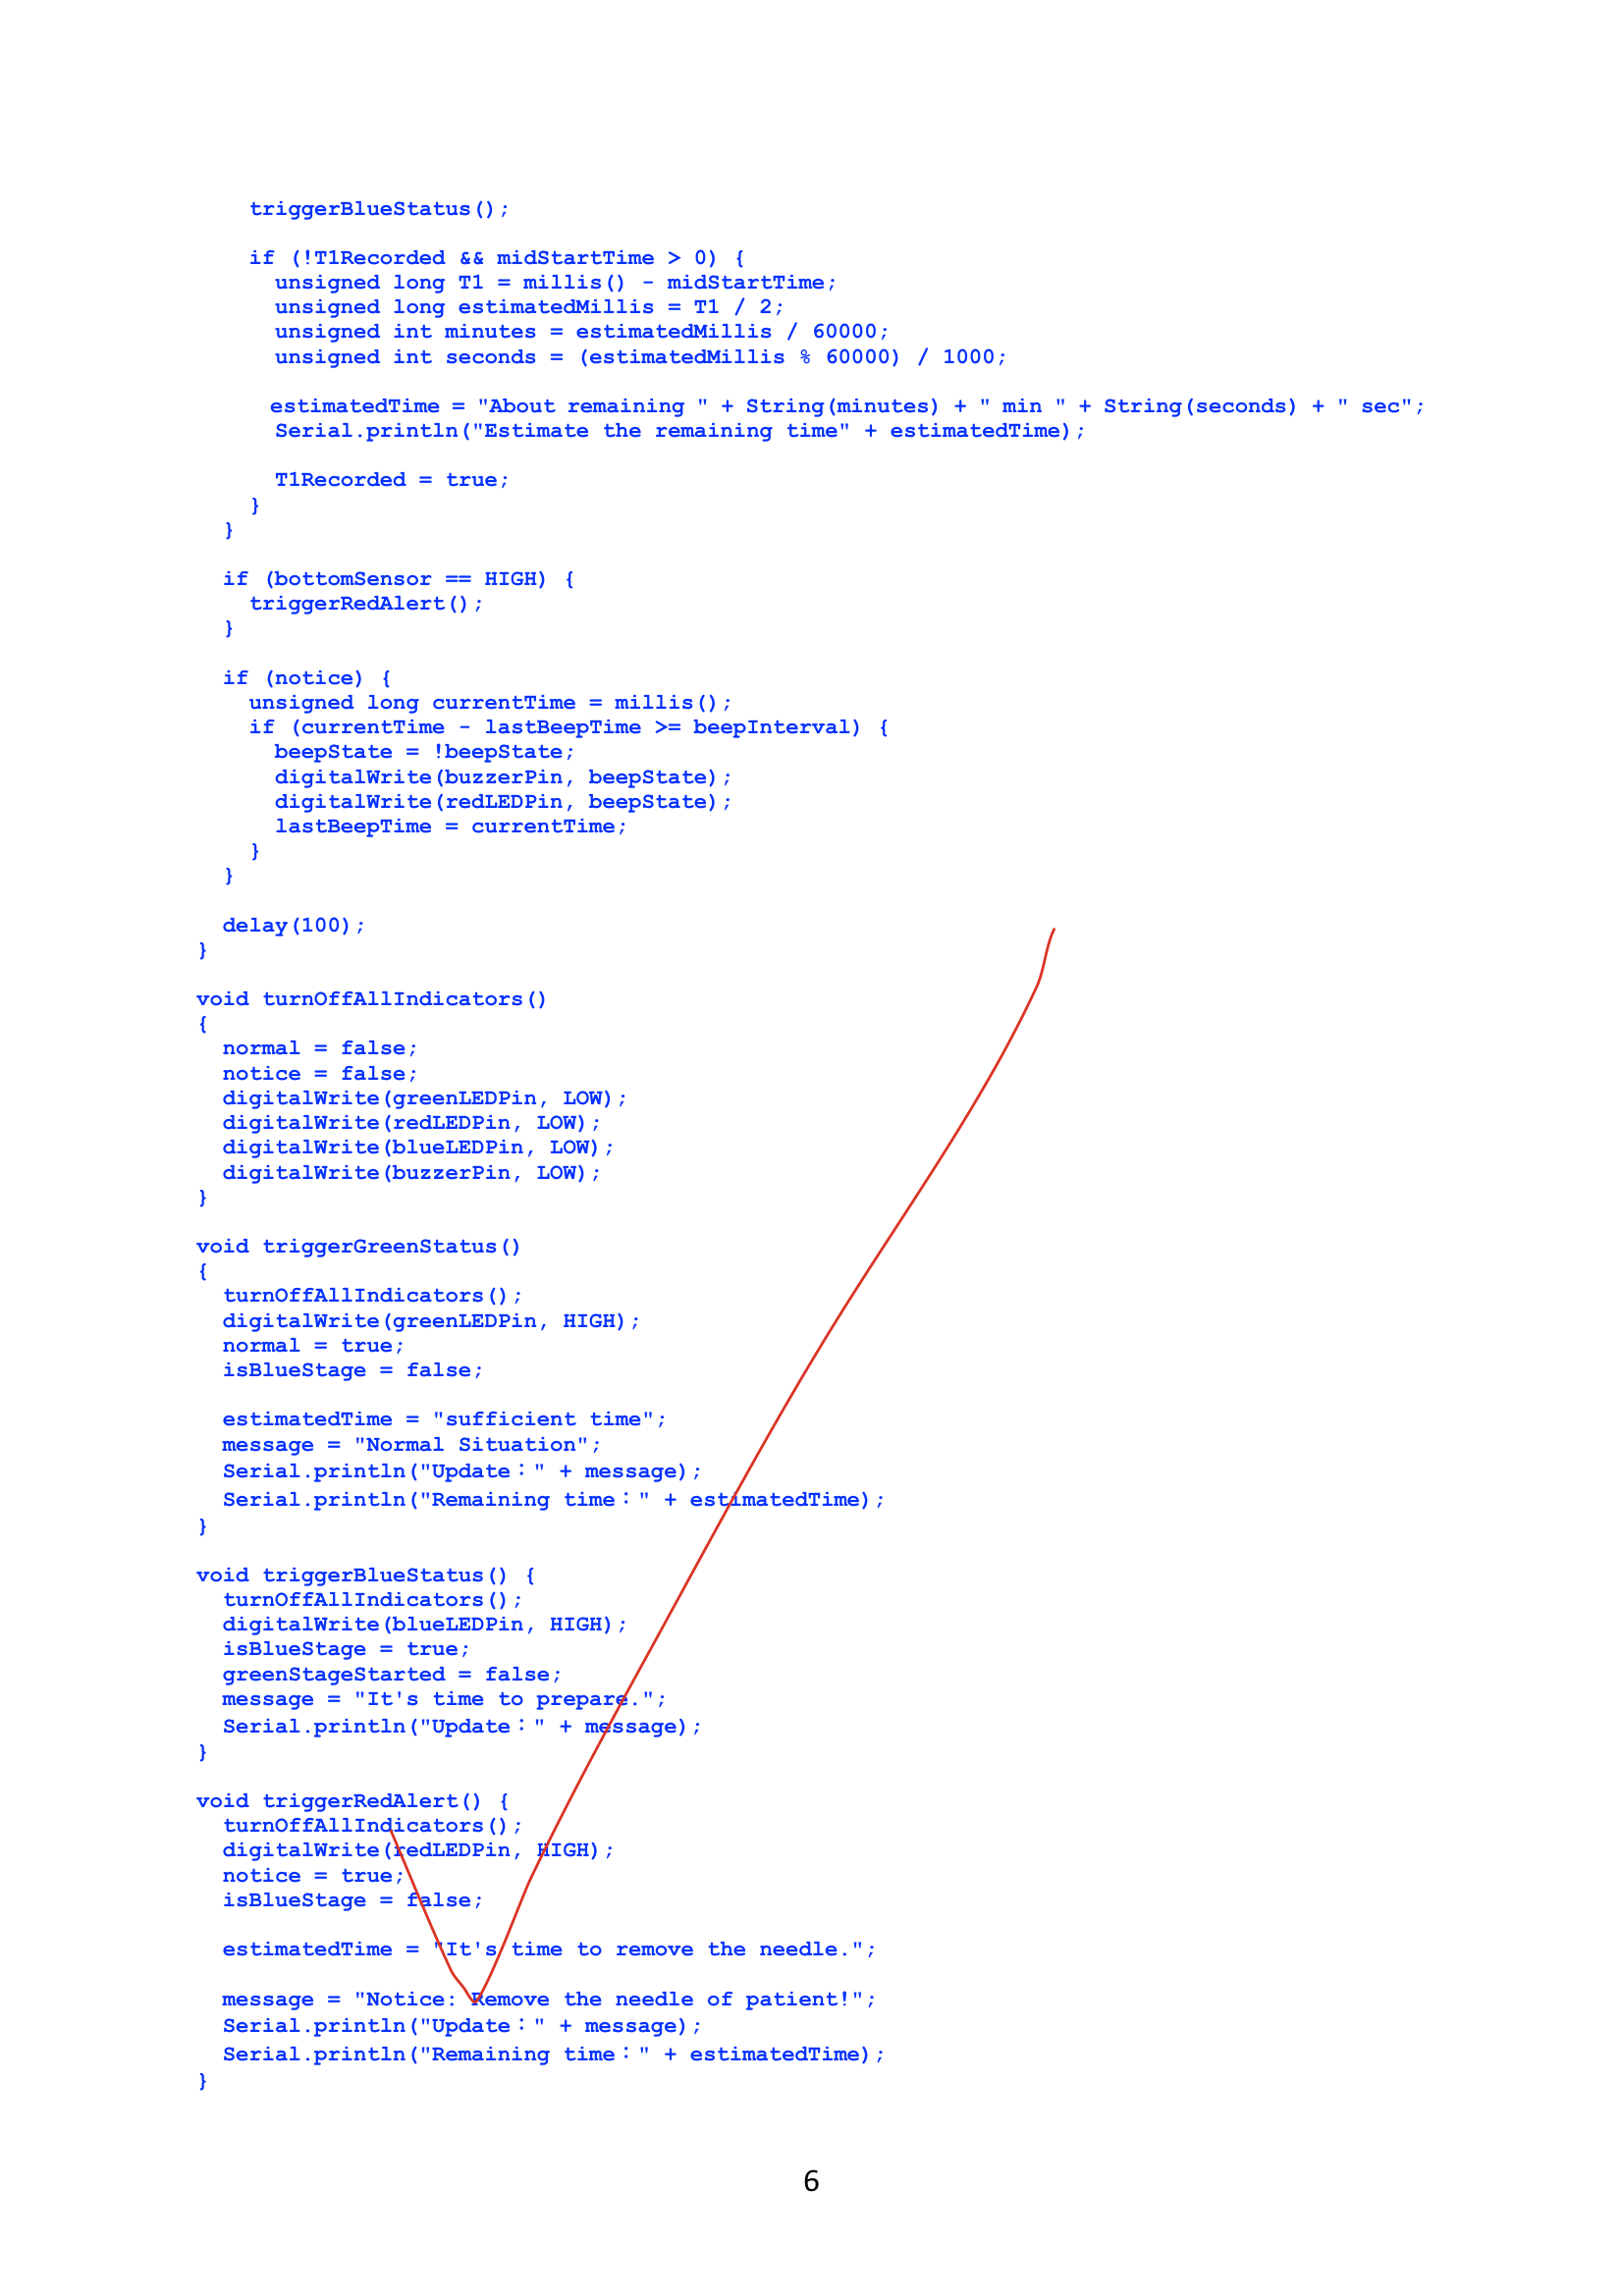 triggerBlueStatus();
if (!T1Recorded && midStartTime > 0) {
unsigned long T1 = millis() - midStartTime;
unsigned long estimatedMillis = T1 / 2;
unsigned int minutes = estimatedMillis / 60000;
unsigned int seconds = (estimatedMillis % 60000) / 1000;
estimatedTime = "About remaining " + String(minutes) + " min " + String(seconds) + " sec";
Serial.println("Estimate the remaining time" + estimatedTime);
T1Recorded = true;
}
}
if (bottomSensor == HIGH) {
triggerRedAlert();
}
if (notice) {
unsigned long currentTime = millis();
if (currentTime - lastBeepTime >= beepInterval) {
beepState = !beepState;
digitalWrite(buzzerPin, beepState);
digitalWrite(redLEDPin, beepState);
lastBeepTime = currentTime;
}
}
delay(100);
}
void turnOffAllIndicators()
{
normal = false;
notice = false;
digitalWrite(greenLEDPin, LOW);
digitalWrite(redLEDPin, LOW);
digitalWrite(blueLEDPin, LOW);
digitalWrite(buzzerPin, LOW);
}
void triggerGreenStatus()
{
turnOffAllIndicators();
digitalWrite(greenLEDPin, HIGH);
normal = true;
isBlueStage = false;
estimatedTime = "sufficient time";
message = "Normal Situation";
Serial.println("Update：" + message);
Serial.println("Remaining time：" + estimatedTime);
}
void triggerBlueStatus() {
turnOffAllIndicators();
digitalWrite(blueLEDPin, HIGH);
isBlueStage = true;
greenStageStarted = false;
message = "It's time to prepare.";
Serial.println("Update：" + message);
}
void triggerRedAlert() {
turnOffAllIndicators();
digitalWrite(redLEDPin, HIGH);
notice = true;
isBlueStage = false;
estimatedTime = "It's time to remove the needle.";
message = "Notice: Remove the needle of patient!";
Serial.println("Update：" + message);
Serial.println("Remaining time：" + estimatedTime);
}
6